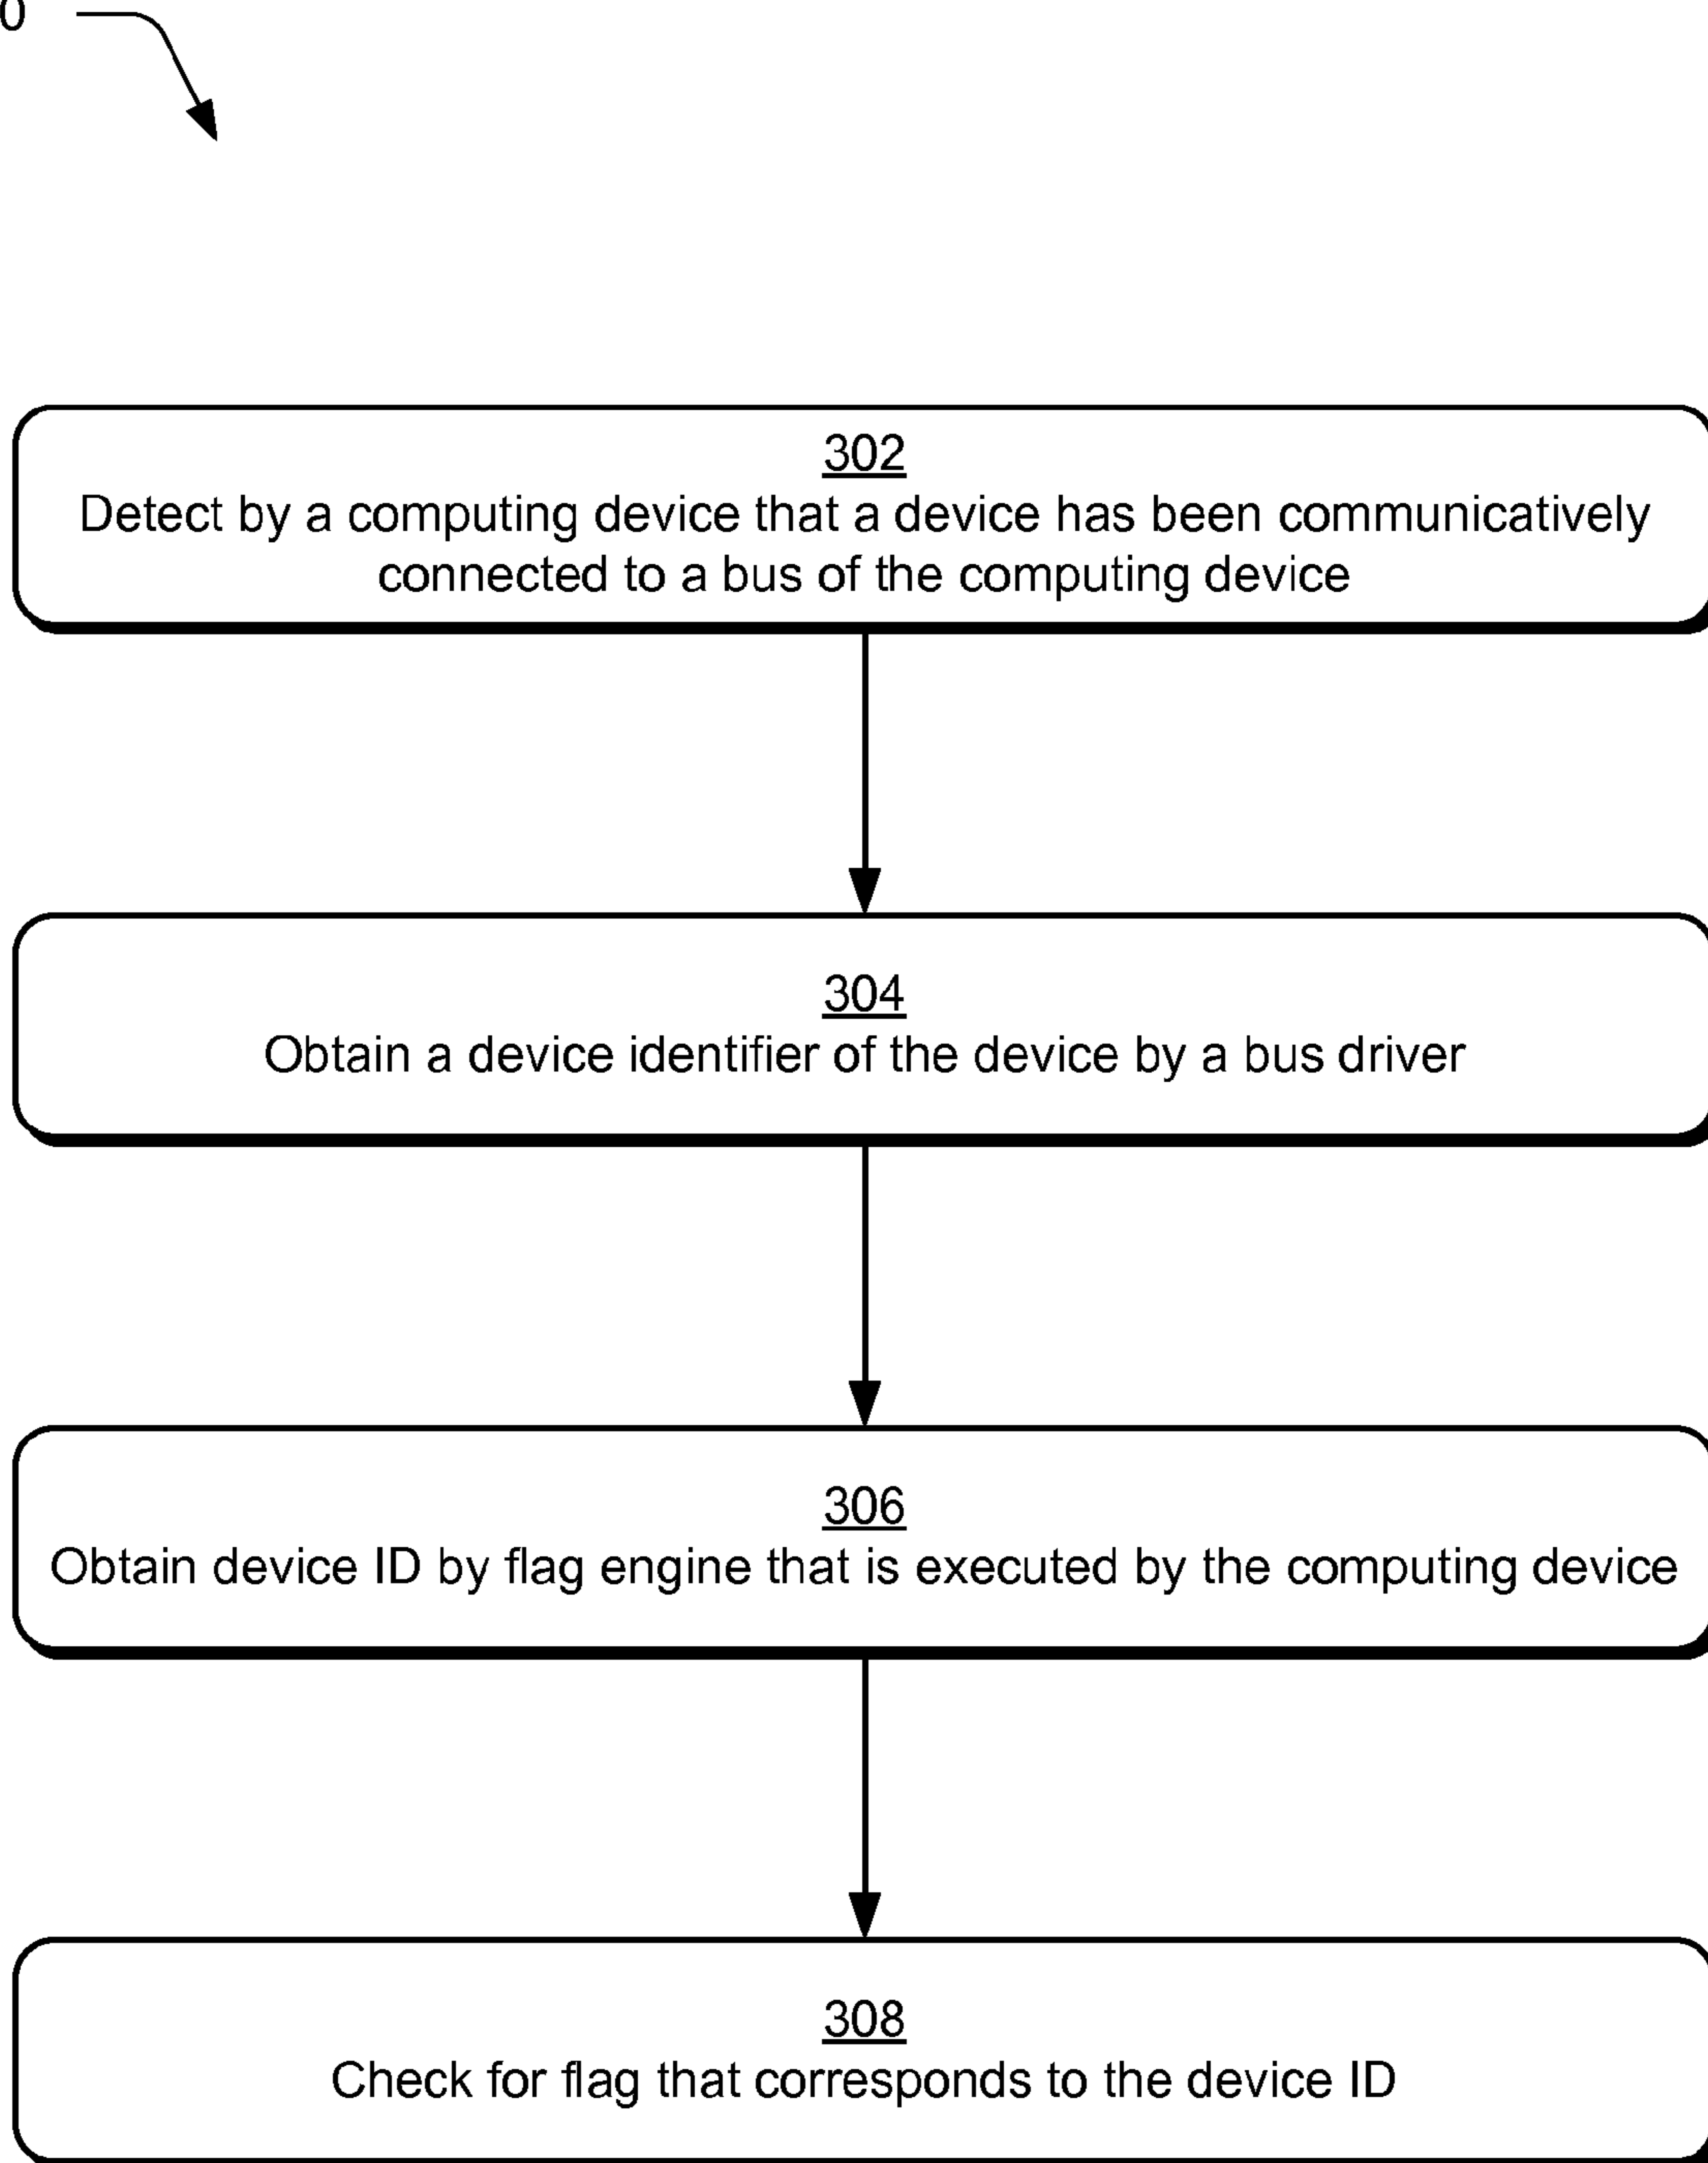 0
302
Detect by a computing device that a device has been communicatively
connected to a bus of the computing device
304
Obtain a device identifier of the device by a bus driver
306
Obtain device ID by flag engine that is executed by the computing device
308
Check for flag that corresponds to the device ID